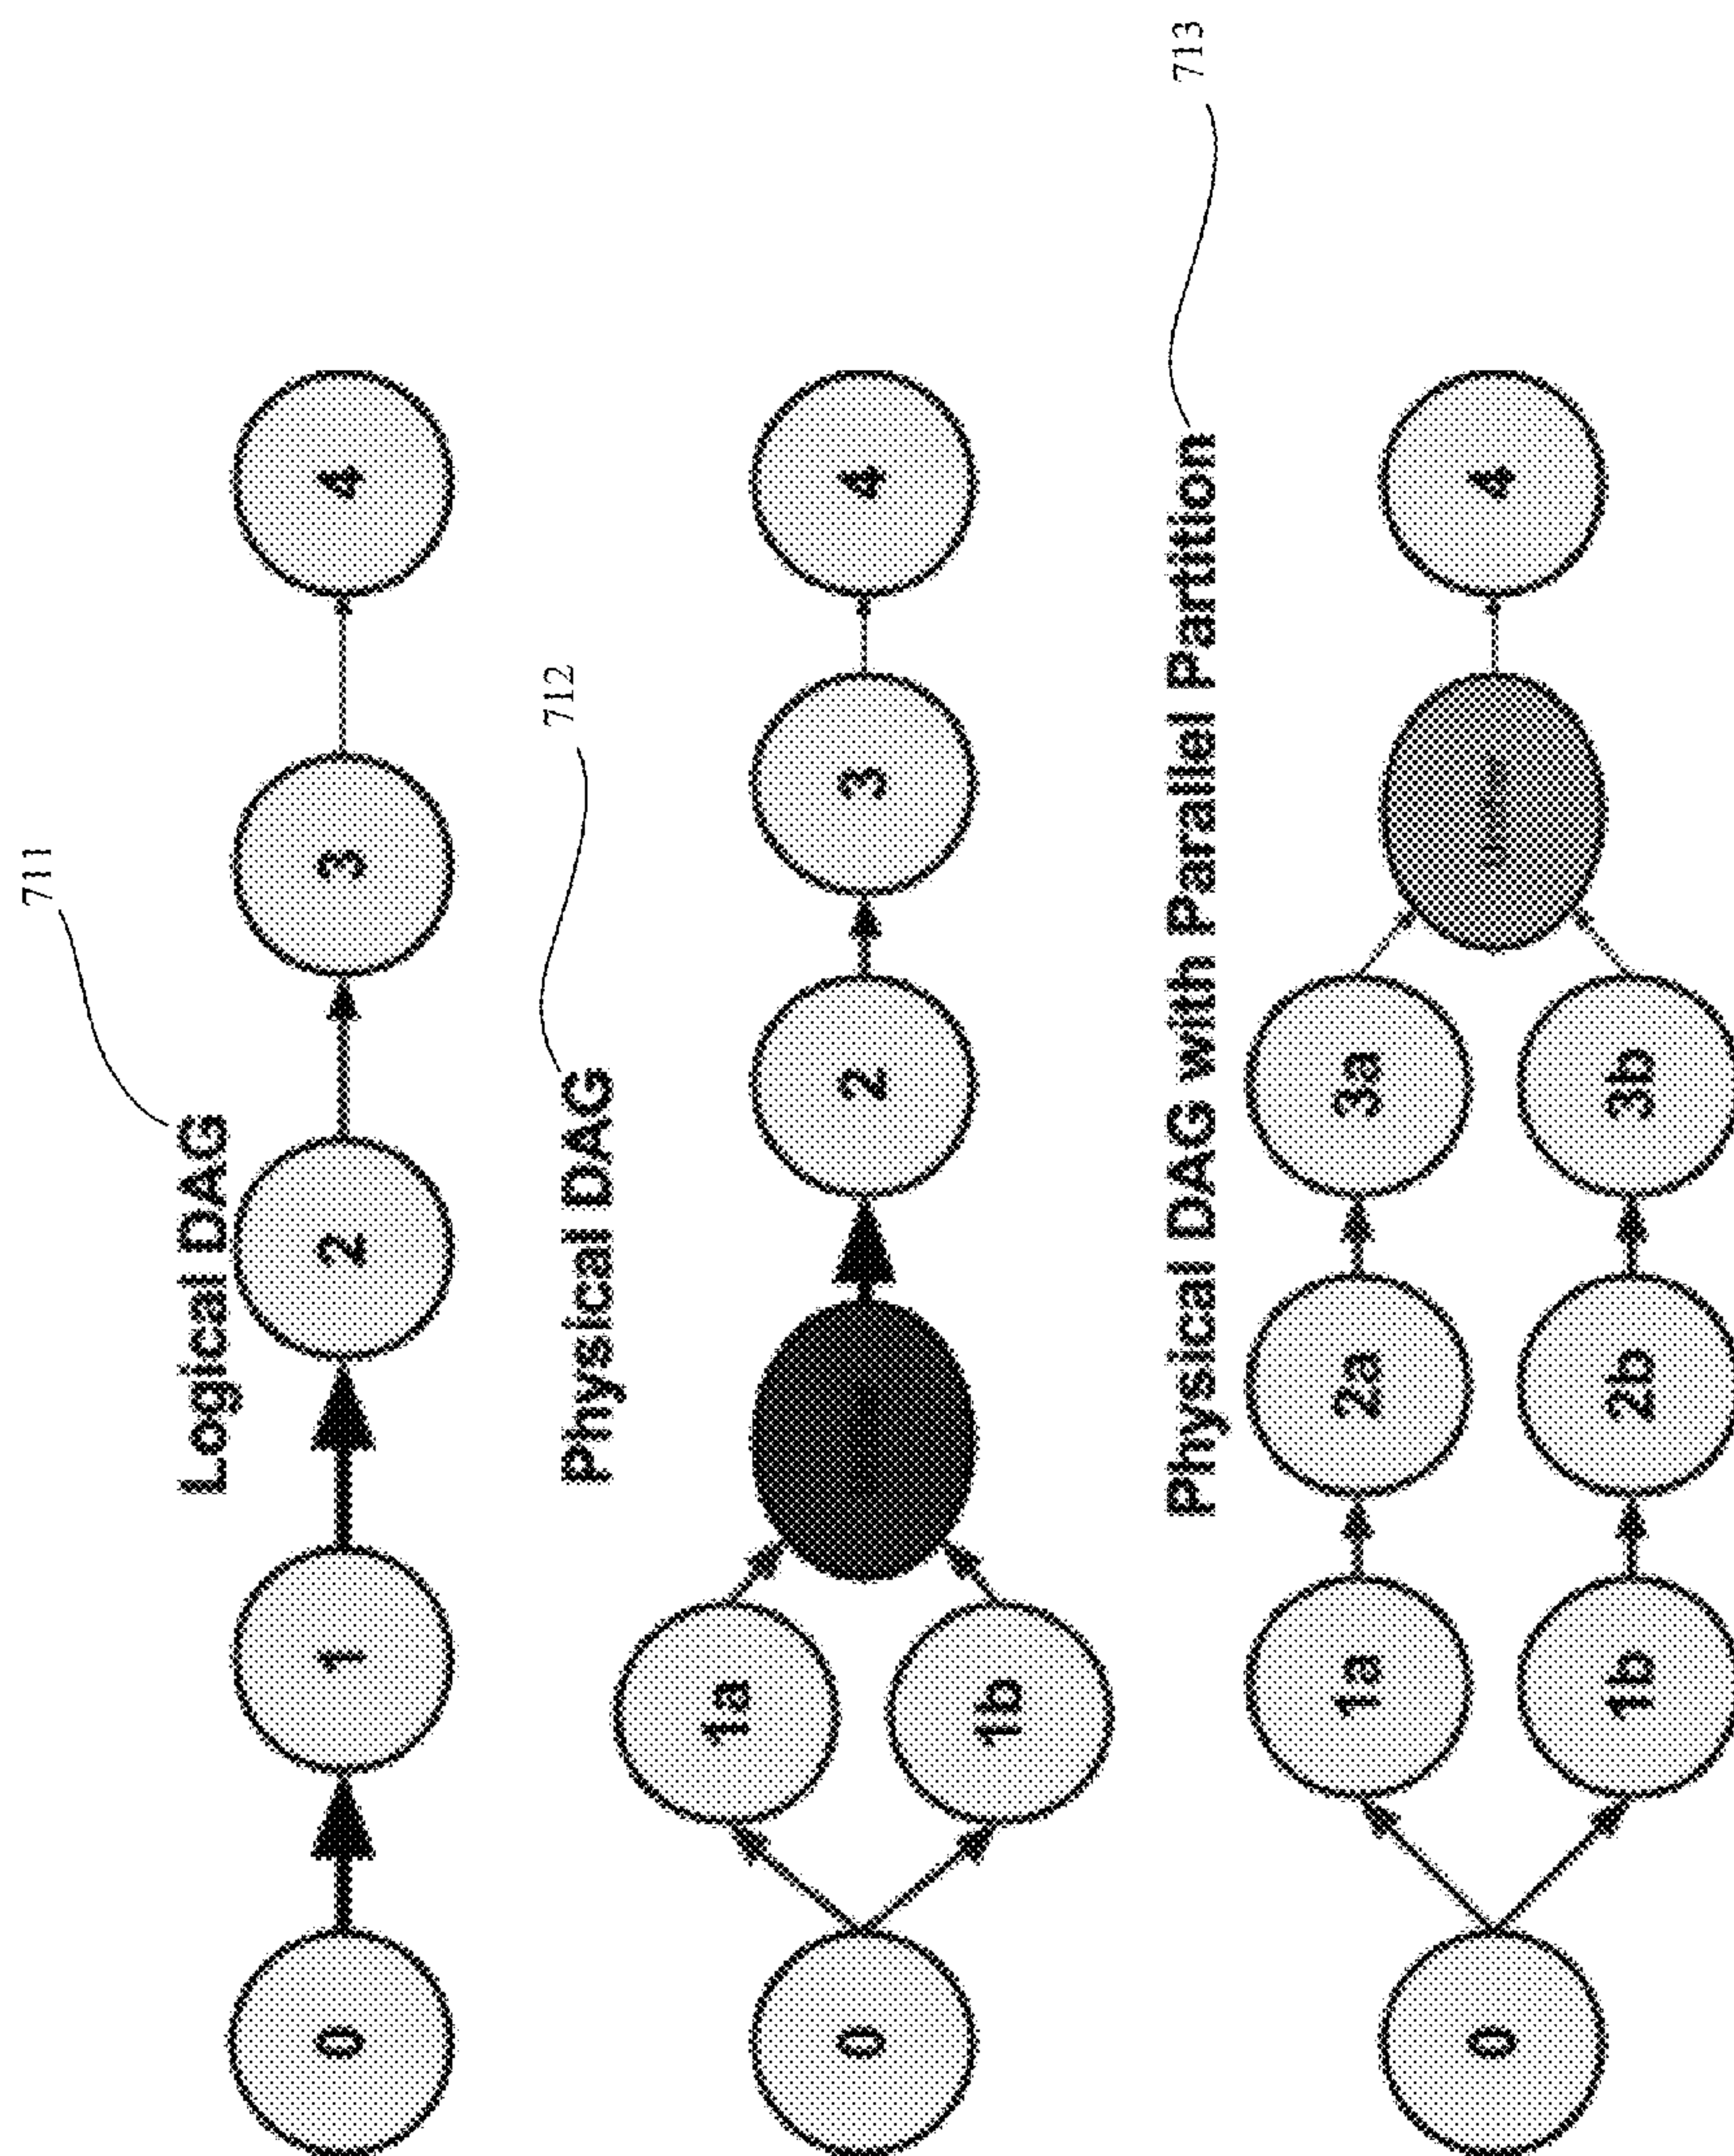 711
Logical DAG
0 1 2 3 4
712
Physical DAG
1a
0 2 3 4
1b
713
Physical DAG with Parallel Partition
1a 2a 3a
0 4
1b 2b 3b